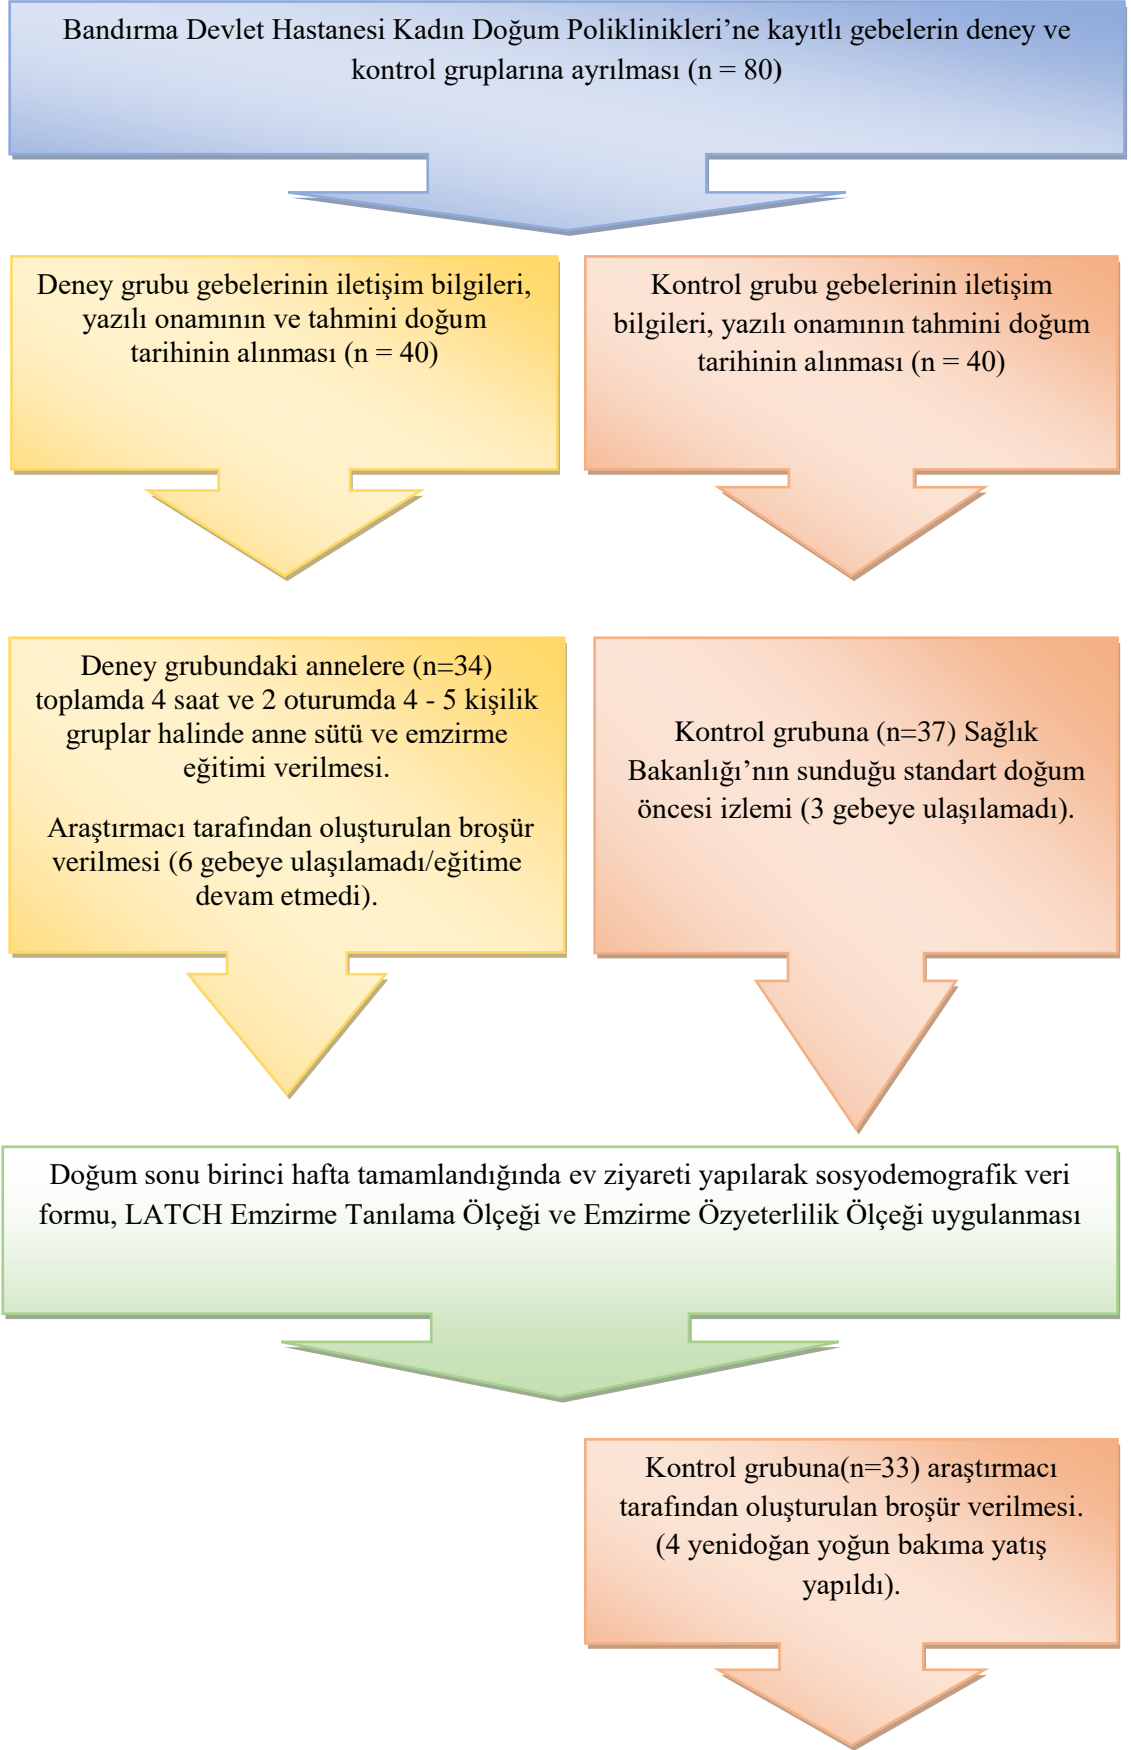 Bandırma Devlet Hastanesi Kadın Doğum Poliklinikleri’ne kayıtlı gebelerin deney ve
kontrol gruplarına ayrılması (n = 80)
Deney grubu gebelerinin iletişim bilgileri,
yazılı onamının ve tahmini doğum
tarihinin alınması (n = 40)
Kontrol grubu gebelerinin iletişim
bilgileri, yazılı onamının tahmini doğum
tarihinin alınması (n = 40)
Deney grubundaki annelere (n=34)
toplamda 4 saat ve 2 oturumda 4 - 5 kişilik
gruplar halinde anne sütü ve emzirme
eğitimi verilmesi.
Araştırmacı tarafından oluşturulan broşür
verilmesi (6 gebeye ulaşılamadı/eğitime
devam etmedi).
Kontrol grubuna (n=37) Sağlık
Bakanlığı’nın sunduğu standart doğum
öncesi izlemi (3 gebeye ulaşılamadı).
Doğum sonu birinci hafta tamamlandığında ev ziyareti yapılarak sosyodemografik veri
formu, LATCH Emzirme Tanılama Ölçeği ve Emzirme Özyeterlilik Ölçeği uygulanması
Kontrol grubuna(n=33) araştırmacı
tarafından oluşturulan broşür verilmesi.
(4 yenidoğan yoğun bakıma yatış
yapıldı).